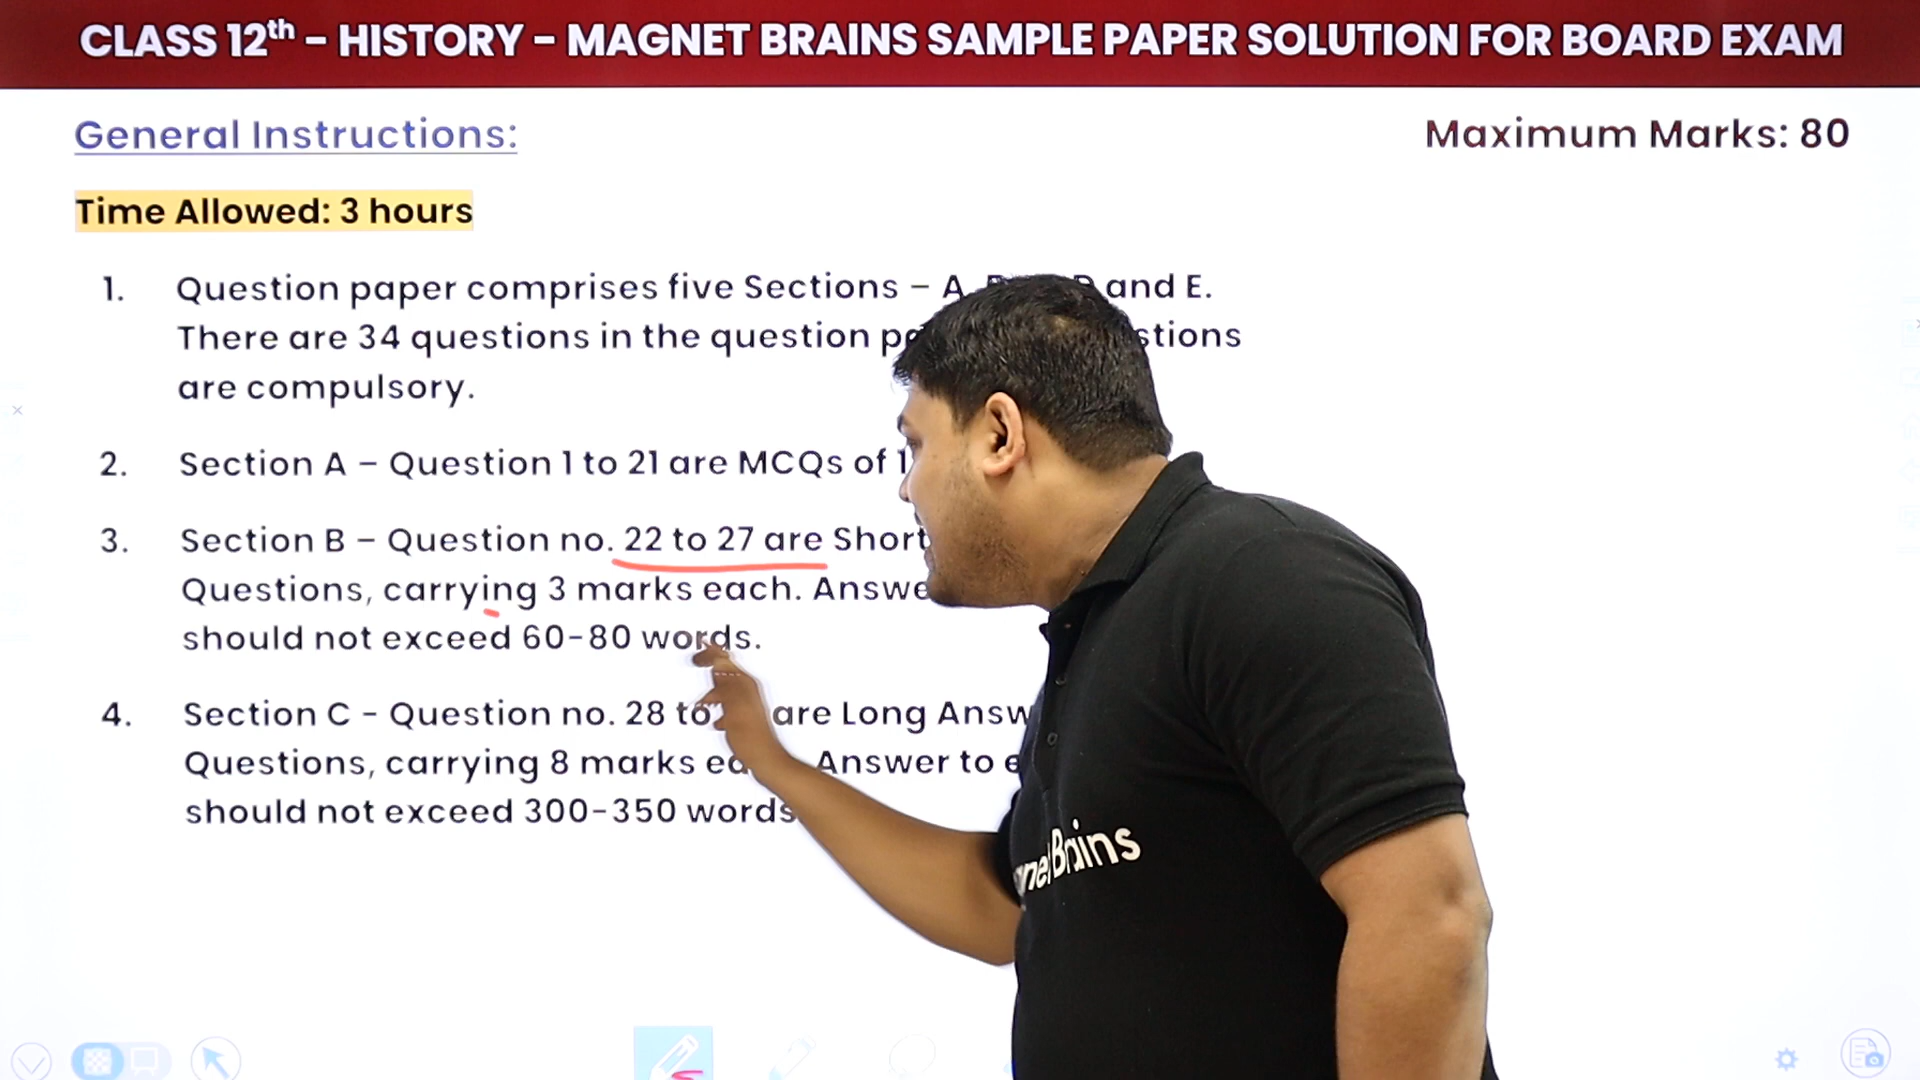 CLASS 12th - HISTORY - MAGNET BRAINS SAMPLE PAPER SOLUTION FOR BOARD EXAM
General Instructions:
Maximum Marks: 80
Time Allowed: 3 hours
1. Question paper comprises five Sections – A and E.
There are 34 questions in the question
are compulsory.
2. Section A – Question 1 to 21 are MCQs of 1
3. Section B – Question no. 22 to 27 are Short
Questions, carrying 3 marks each.
should not exceed 60-80 words.
4. Section C - Question no. 28 to are Long
Questions, carrying 8 marks Answer to
should not exceed 300-350 words
Brains